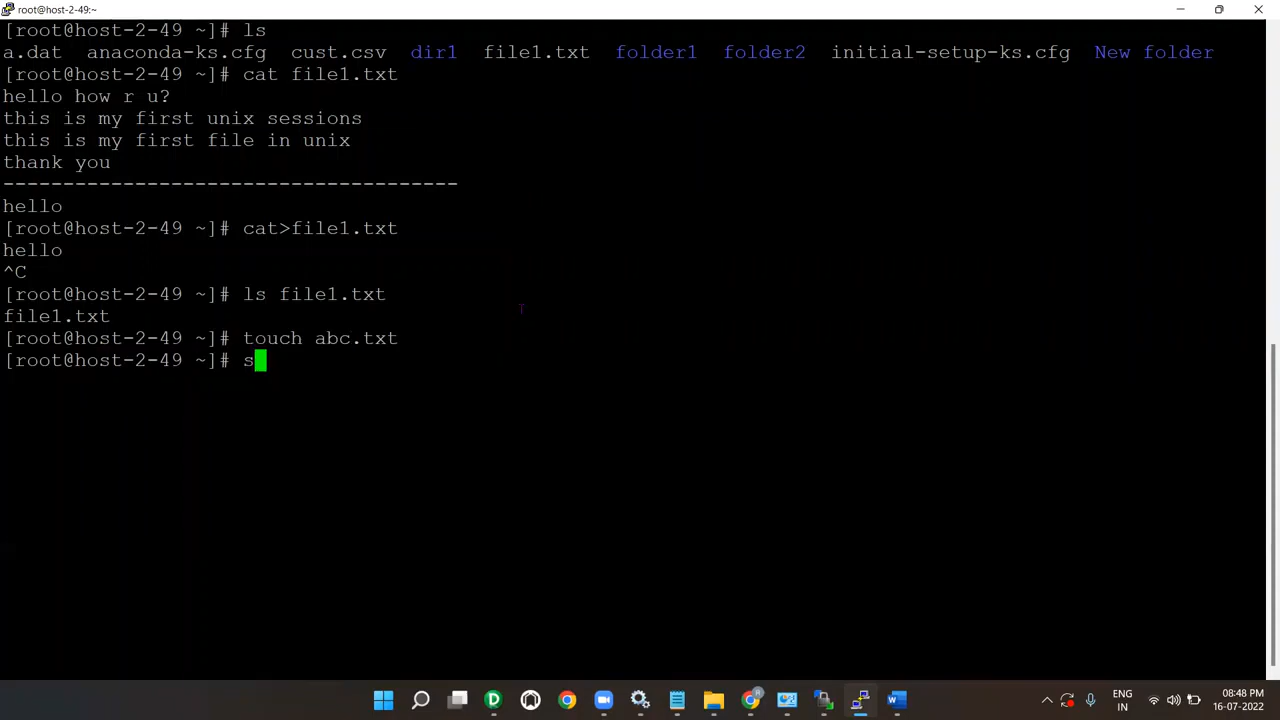 root@host-2-49:~
[root@host-2-49 ~]# ls
a.dat anaconda-ks.cfg cust.csv dir1 file1.txt folder1 folder2 initial-setup-ks.cfg New folder
[root@host-2-49 ~]# cat file1.txt
hello how r u?
this is my first unix sessions
this is my first file in unix
thank you
--------------------------------------
hello
[root@host-2-49 ~]# cat>file1.txt
hello
^C
[root@host-2-49 ~]# ls file1.txt
file1.txt
[root@host-2-49 ~]# touch abc.txt
[root@host-2-49 ~]# s
ENG
IN
08:48 PM
16-07-2022